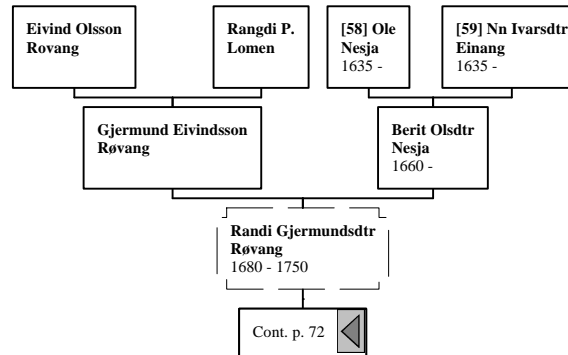 Eivind Olsson
Rovang
Rangdi P.
Lomen
[58] Ole
Nesja
1635 -
[59] Nn Ivarsdtr
Einang
1635 -
Gjermund Eivindsson
Røvang
Berit Olsdtr
Nesja
1660 -
Randi Gjermundsdtr
Røvang
1680 - 1750
Cont. p. 72